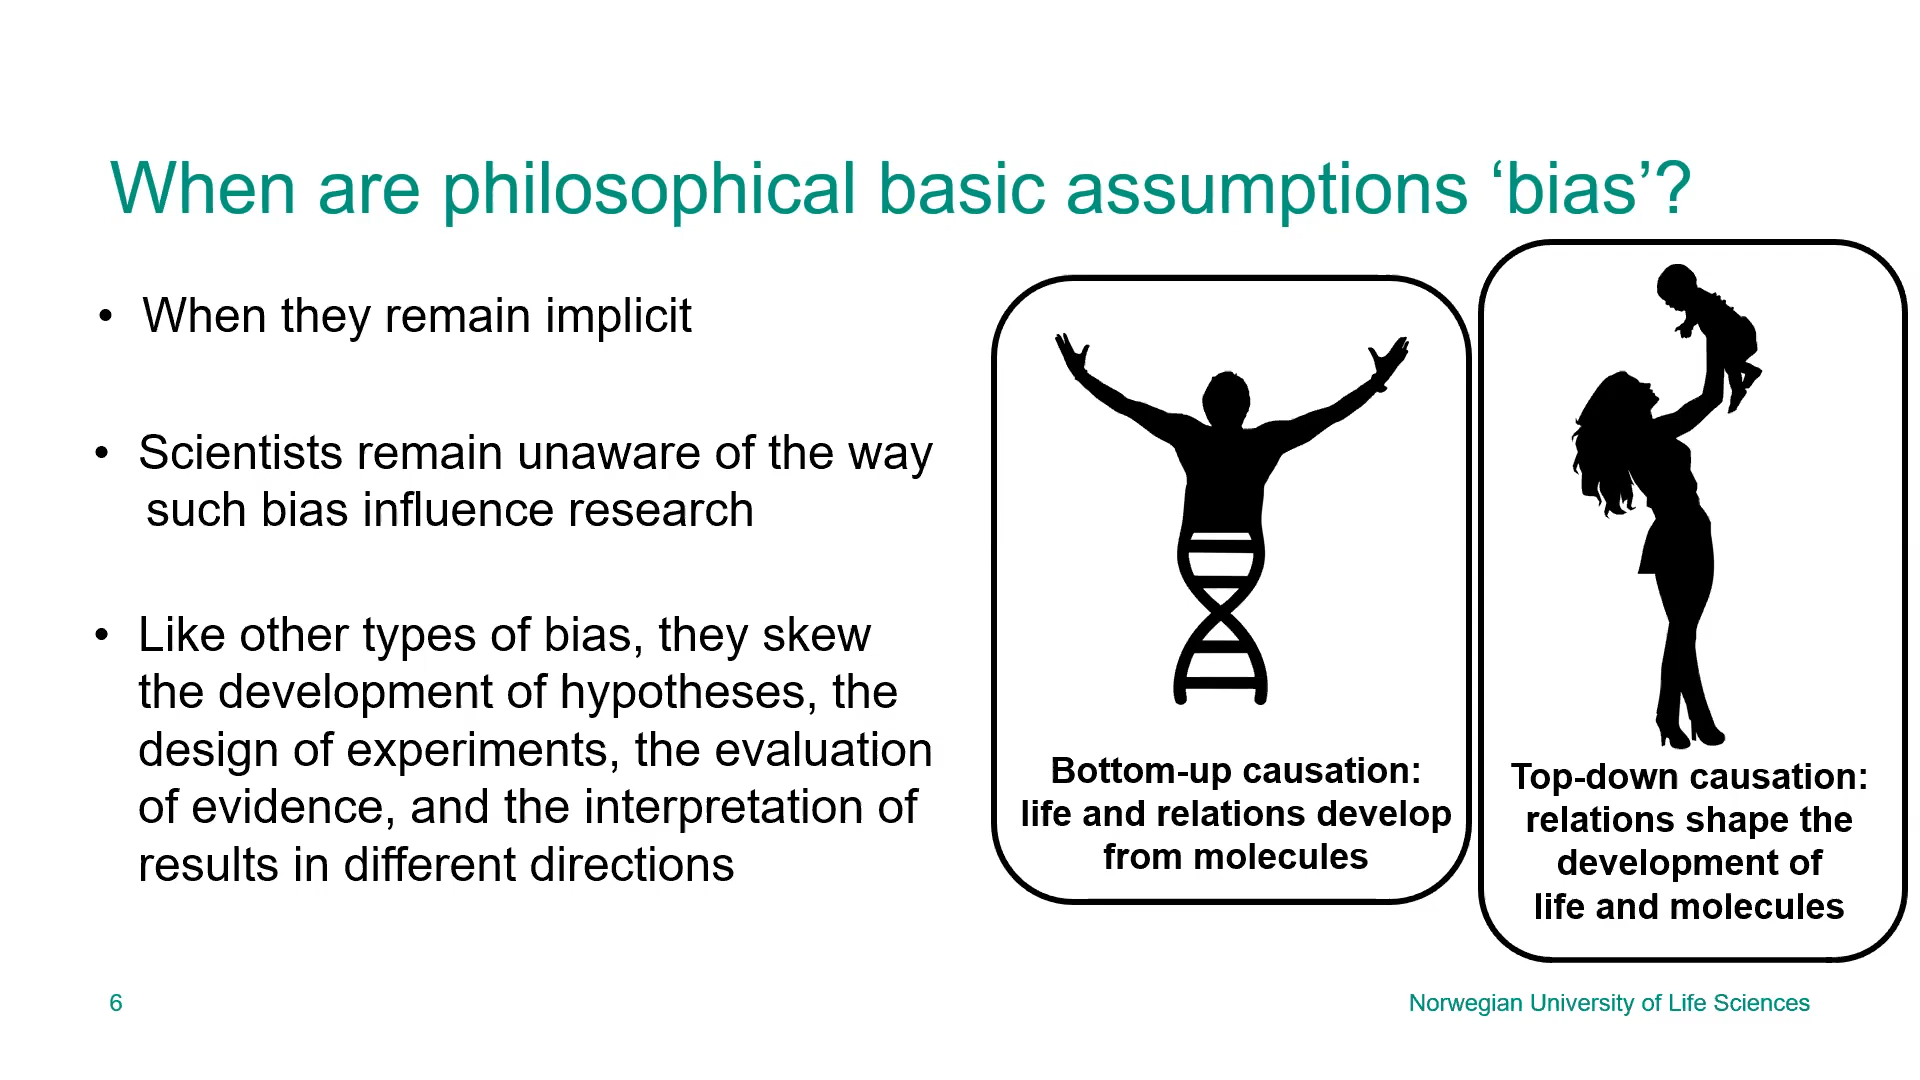 When are philosophical basic assumptions ‘bias’?
• When they remain implicit
• Scientists remain unaware of the way
such bias influence research
• Like other types of bias, they skew
the development of hypotheses, the
design of experiments, the evaluation
of evidence, and the interpretation of
results in different directions
Bottom-up causation:
life and relations develop
from molecules
Top-down causation:
relations shape the
development of
life and molecules
6
Norwegian University of Life Sciences